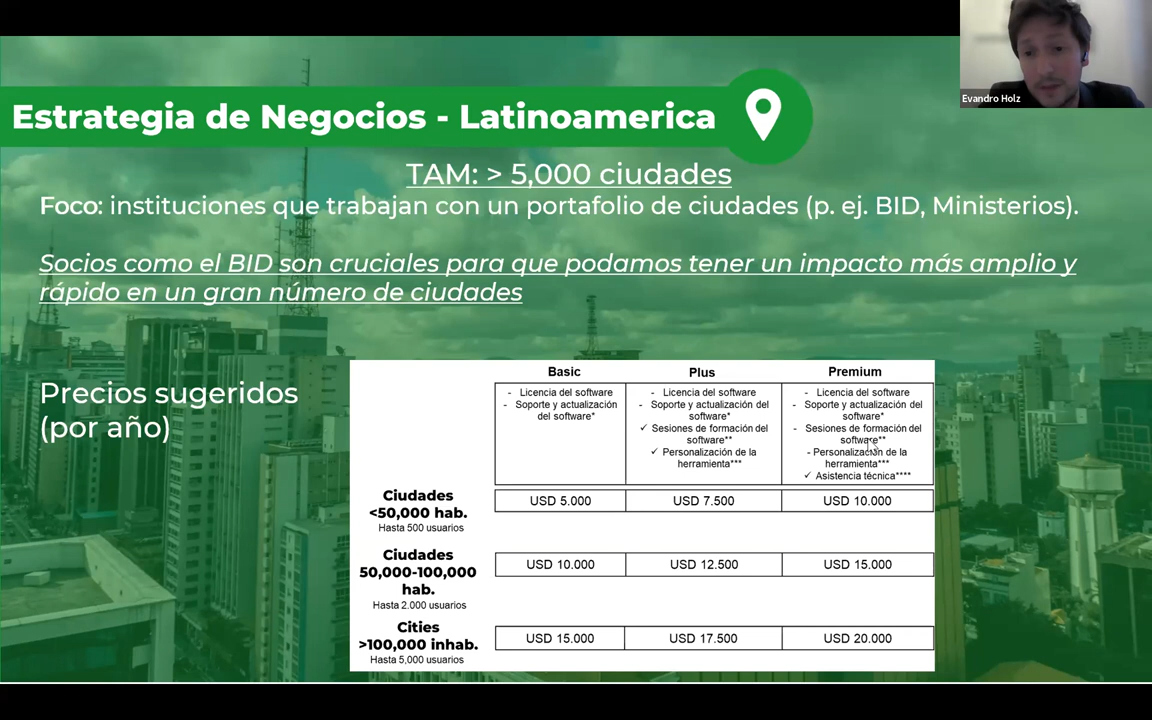 Evandro Holz
Estrategia de Negocios - Latinoamerica
TAM: > 5,000 ciudades
Foco: instituciones que trabajan con un portafolio de ciudades (p. ej. BID, Ministerios).
Socios como el BID son cruciales para que podamos tener un impacto más amplio y
rápido en un gran número de ciudades
Precios sugeridos
(por año)
Basic Plus Premium
- Licencia del software
- Soporte y actualización
del software*
- Licencia del software
- Soporte y actualización del
software*
✓ Sesiones de formación del
software**
✓ Personalización de la
herramienta***
- Licencia del software
- Soporte y actualización del
software*
- Sesiones de formación del
software**
- Personalización de la
herramienta***
✓ Asistencia técnica****
Ciudades
<50,000 hab.
Hasta 500 usuarios
USD 5.000 USD 7.500 USD 10.000
Ciudades
50,000-100,000
hab.
Hasta 2.000 usuarios
USD 10.000 USD 12.500 USD 15.000
Cities
>100,000 inhab.
Hasta 5,000 usuarios
USD 15.000 USD 17.500 USD 20.000